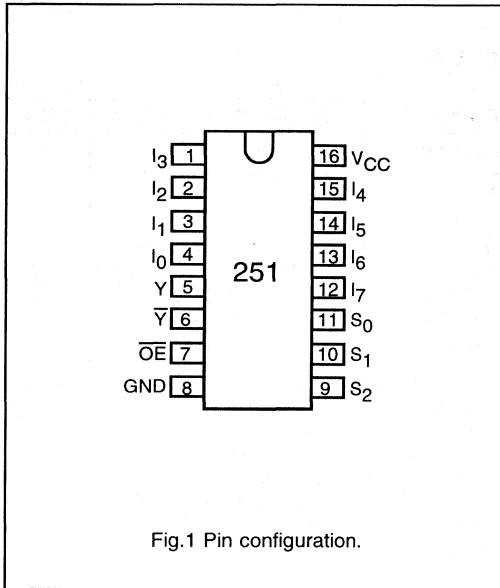 I3 1 16 VCC
I2 2 15 I4
I1 3 14 I5
I0 4 13 I6
251
Y 5 12 I7
Y̅ 6 11 S0
O̅E̅ 7 10 S1
GND 8 9 S2
Fig.1 Pin configuration.